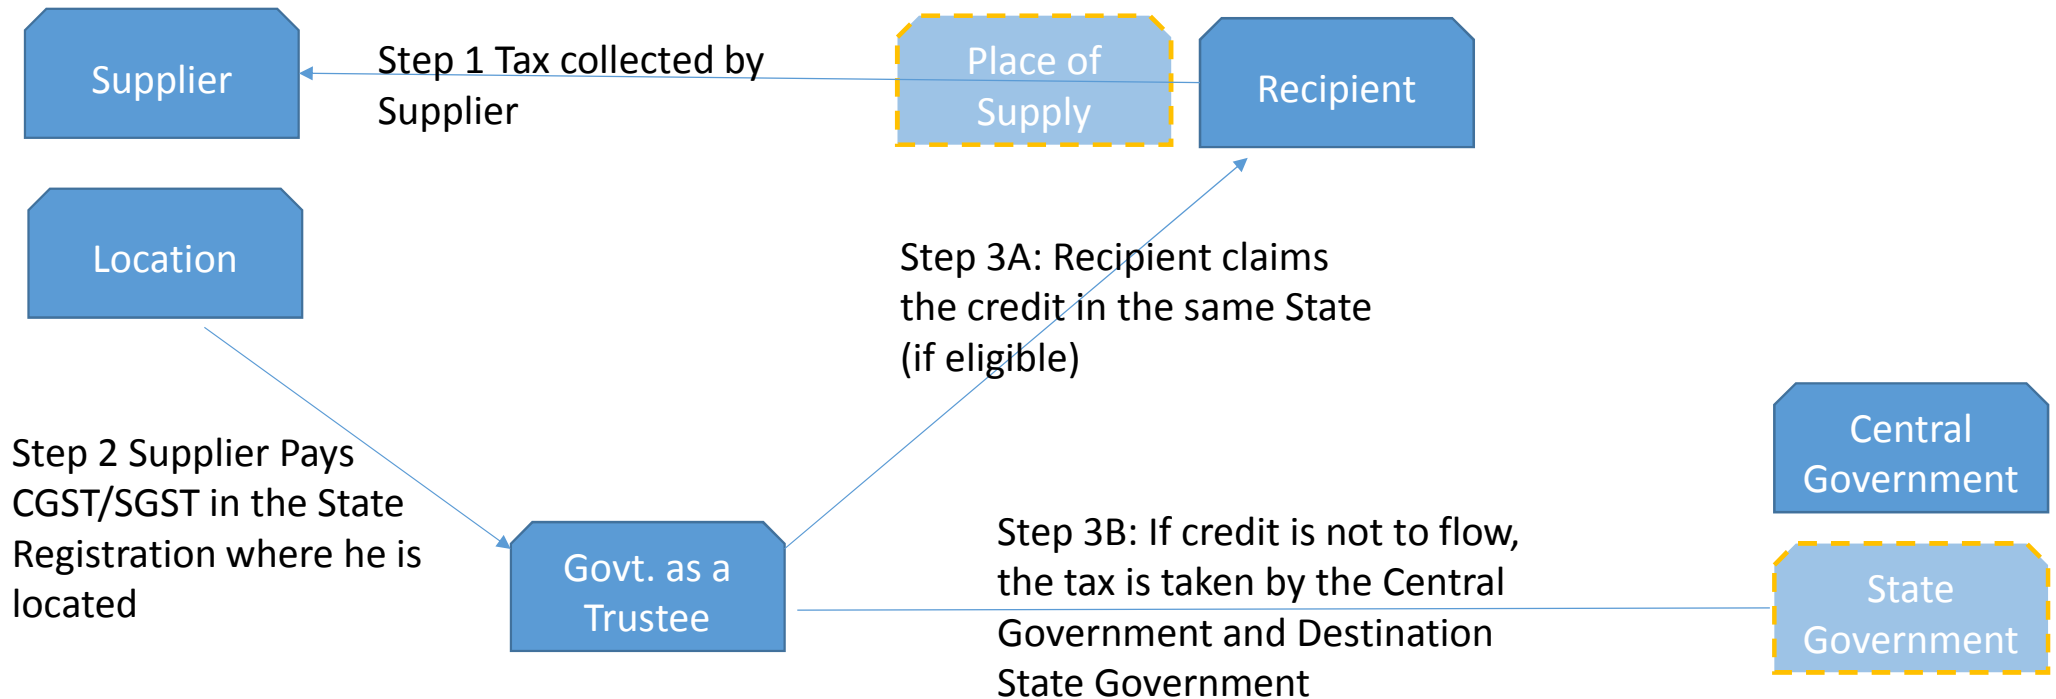 Supplier
Step 1 Tax collected by
Supplier
Place of
Supply
Recipient
Location
Step 3A: Recipient claims
the credit in the same State
(if eligible)
Step 2 Supplier Pays
CGST/SGST in the State
Registration where he is
located
Govt. as a
Trustee
Step 3B: If credit is not to flow,
the tax is taken by the Central
Government and Destination
State Government
Central
Government
State
Government